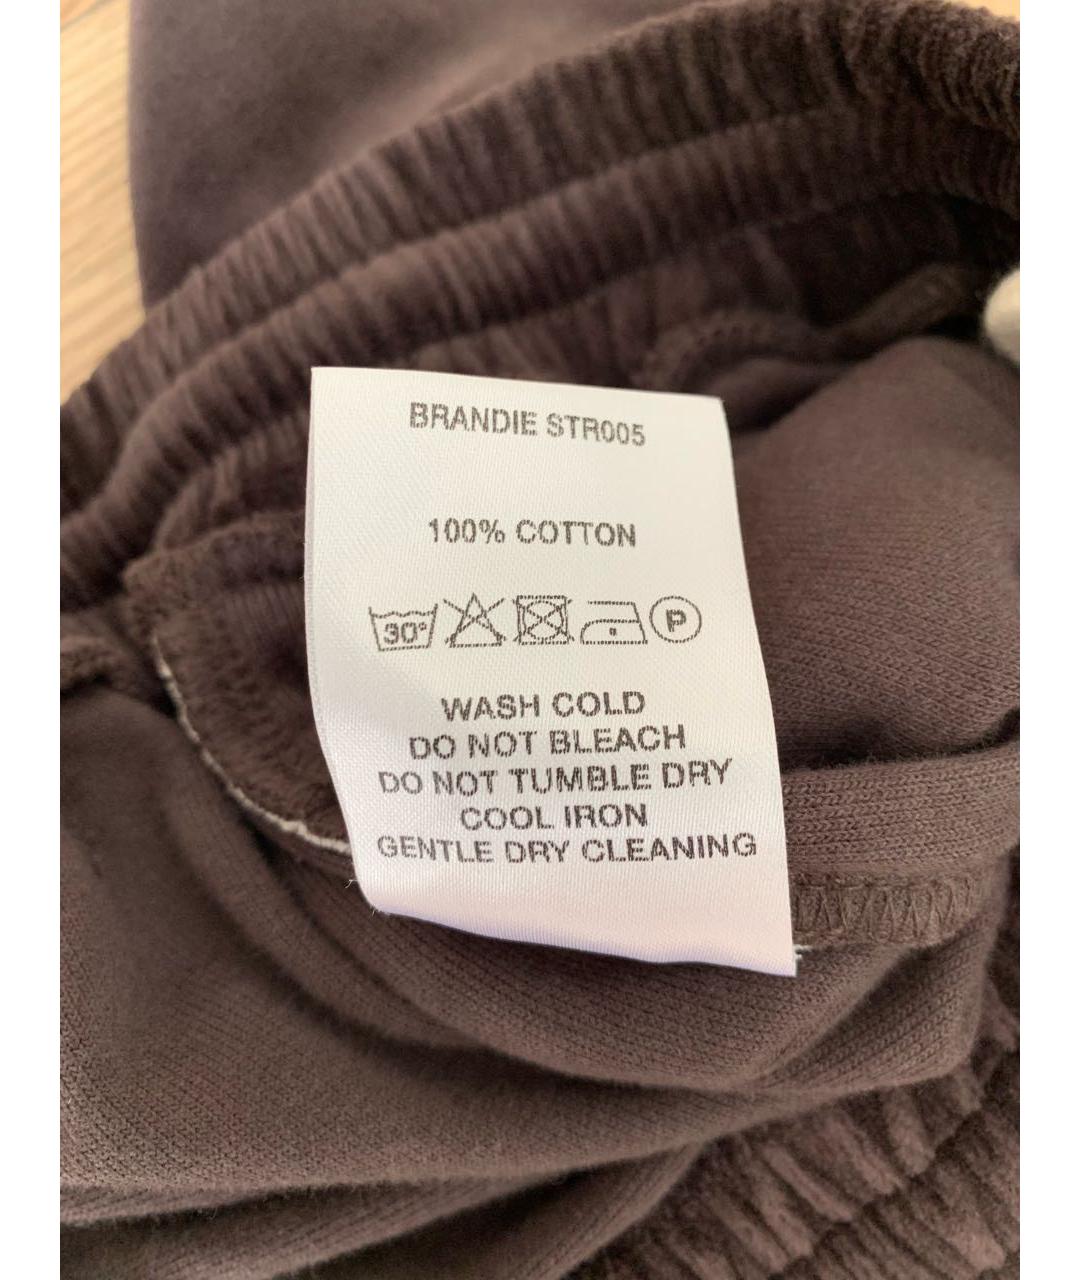 BRANDIE STR005
100% COTTON
30° P
WASH COLD
DO NOT BLEACH
DO NOT TUMBLE DRY
COOL IRON
GENTLE DRY CLEANING